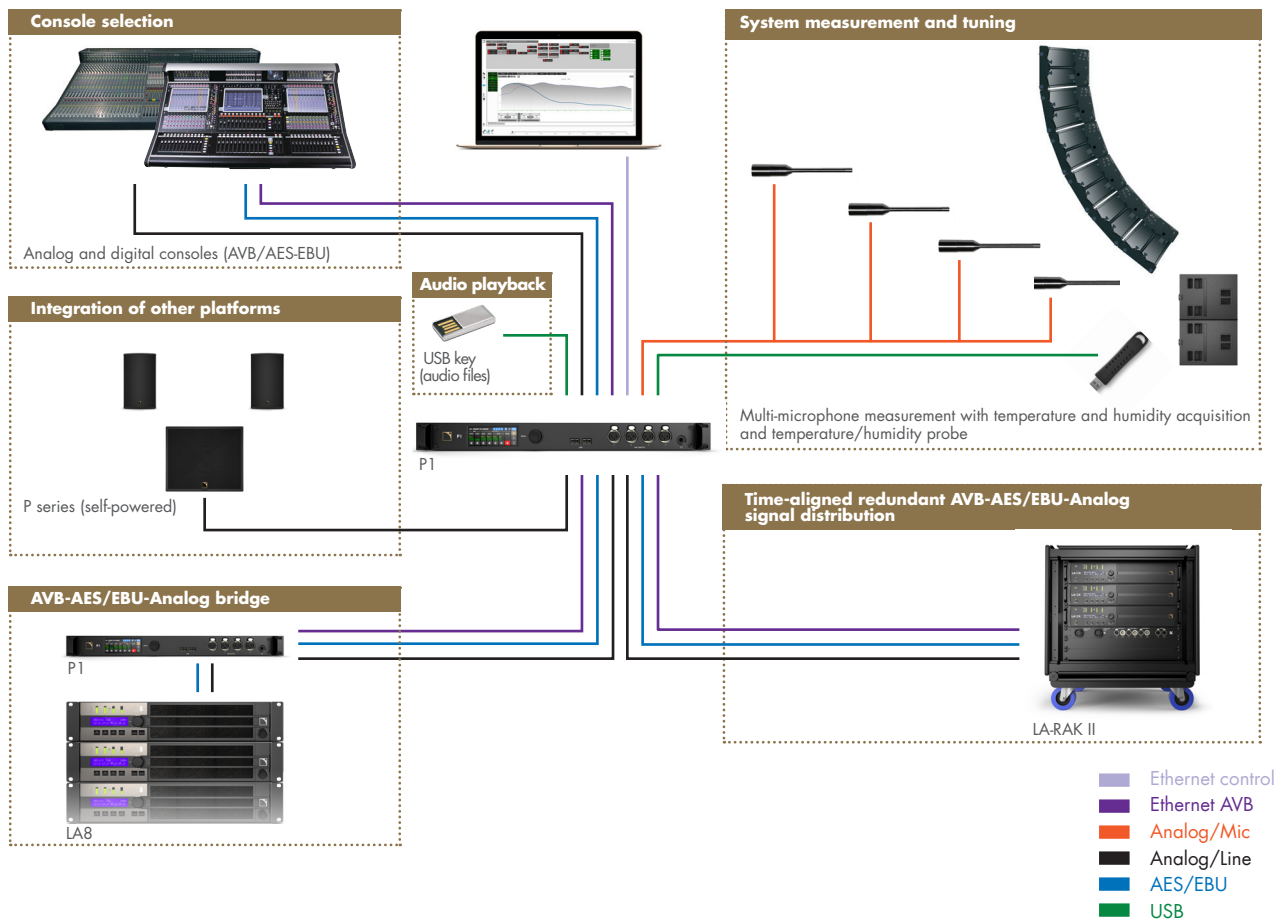 Console selection
Analog and digital consoles (AVB/AES-EBU)
System measurement and tuning
Multi-microphone measurement with temperature and humidity acquisition
and temperature/humidity probe
Integration of other platforms
P series (self-powered)
Audio playback
USB key
(audio files)
P1
P1
AVB-AES/EBU-Analog bridge
P1
LA8
Time-aligned redundant AVB-AES/EBU-Analog
signal distribution
LA-RAK II
Ethernet control
Ethernet AVB
Analog/Mic
Analog/Line
AES/EBU
USB